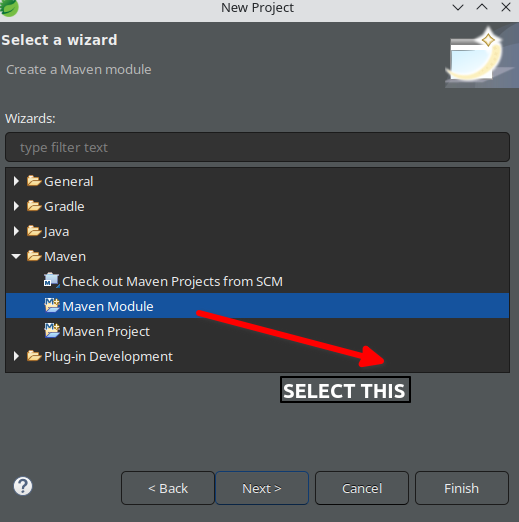 New Project
Select a wizard
Create a Maven module
Wizards:
type filter text
General
Gradle
Java
Maven
Check out Maven Projects from SCM
Maven Module
Maven Project
Plug-in Development
SELECT THIS
? < Back Next > Cancel Finish